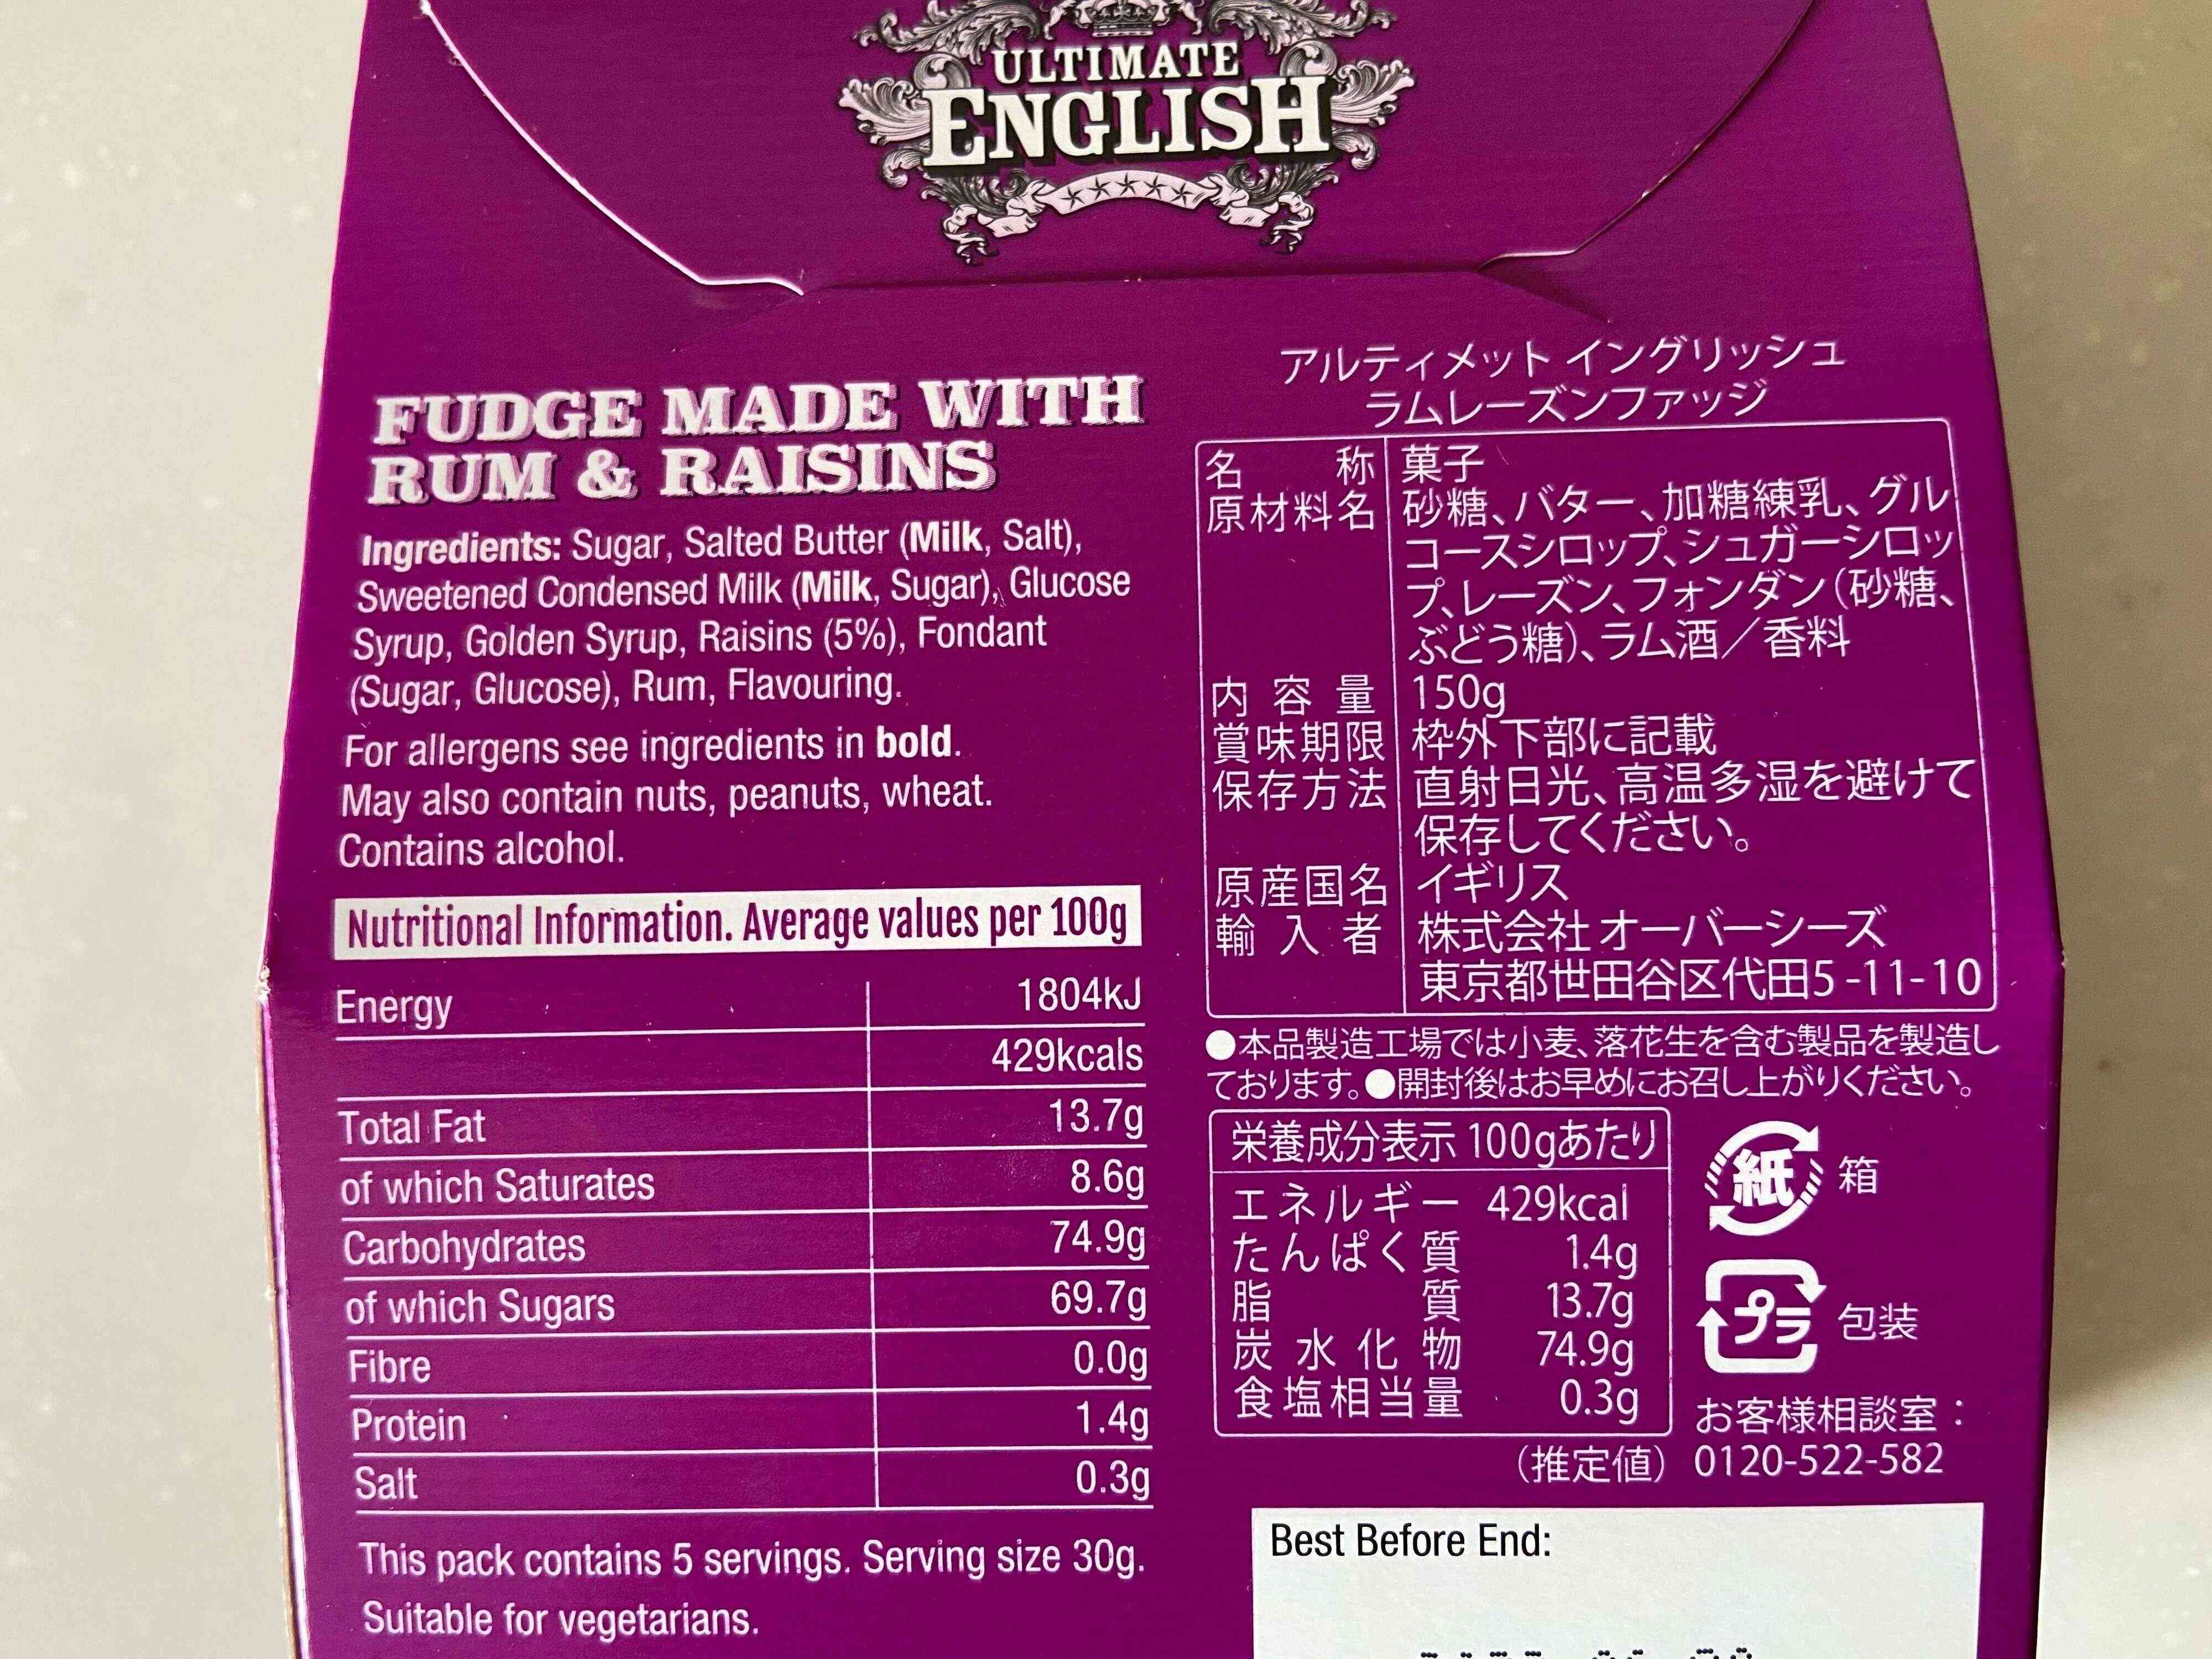 ULTIMATE
ENGLISH
FUDGE MADE WITH
RUM & RAISINS
Ingredients: Sugar, Salted Butter (Milk, Salt),
Sweetened Condensed Milk (Milk, Sugar), Glucose
Syrup, Golden Syrup, Raisins (5%), Fondant
(Sugar, Glucose), Rum, Flavouring.
For allergens see ingredients in bold.
May also contain nuts, peanuts, wheat.
Contains alcohol.
Nutritional Information. Average values per 100g
Energy 1804kJ
429kcals
Total Fat 13.7g
of which Saturates 8.6g
Carbohydrates 74.9g
of which Sugars 69.7g
Fibre 0.0g
Protein 1.4g
Salt 0.3g
This pack contains 5 servings. Serving size 30g.
Suitable for vegetarians.
アルティメット イングリッシュ
ラムレーズンファッジ
名称 菓子
原材料名 砂糖、バター、加糖練乳、グル
コースシロップ、シュガーシロッ
プ、レーズン、フォンダン(砂糖、
ぶどう糖)、ラム酒/香料
内容量 150g
賞味期限 枠外下部に記載
保存方法 直射日光、高温多湿を避けて
保存してください。
原産国名 イギリス
輸入者 株式会社 オーバーシーズ
東京都世田谷区代田5-11-10
●本品製造工場では小麦、落花生を含む製品を製造し
ております。●開封後はお早めにお召し上がりください。
栄養成分表示 100gあたり
エネルギー 429kcal
たんぱく質 1.4g
脂質 13.7g
炭水化物 74.9g
食塩相当量 0.3g
(推定値)
紙 箱
プラ 包装
お客様相談室:
0120-522-582
Best Before End: